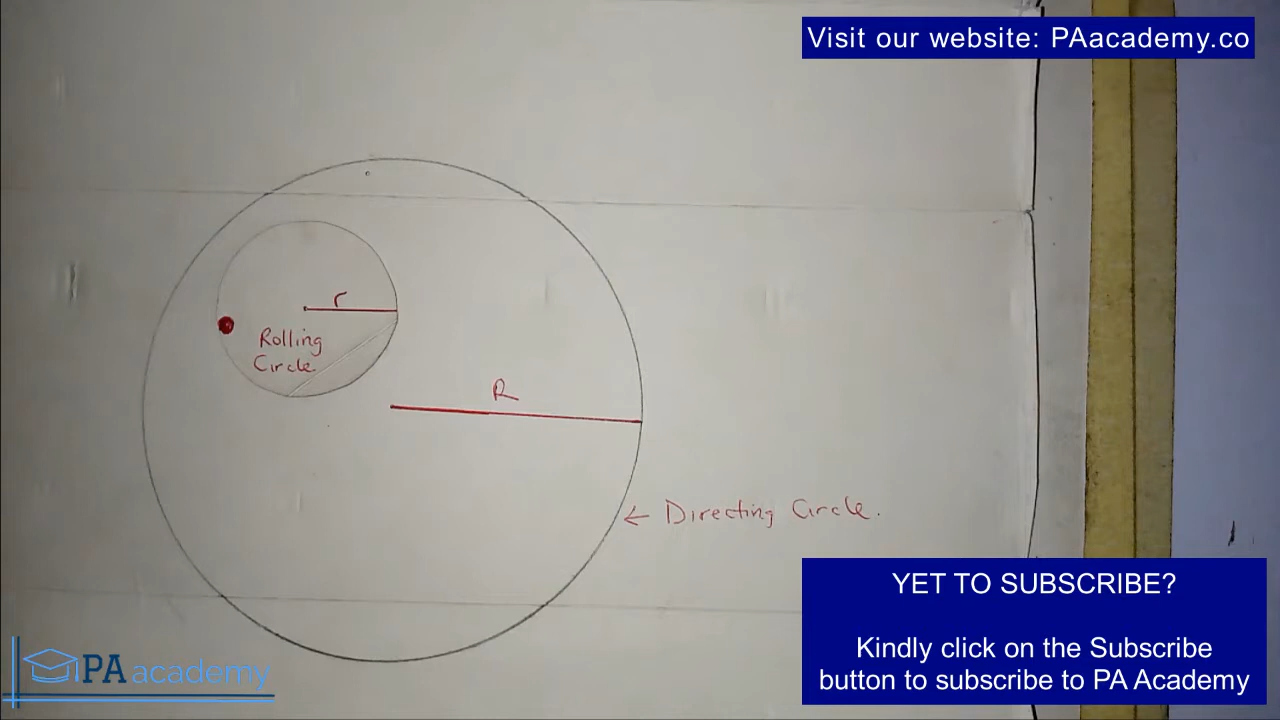 Visit our website: PAacademy.co
r
Rolling
Circle
R
← Directing Circle.
YET TO SUBSCRIBE?
Kindly click on the Subscribe
button to subscribe to PA Academy
PA academy